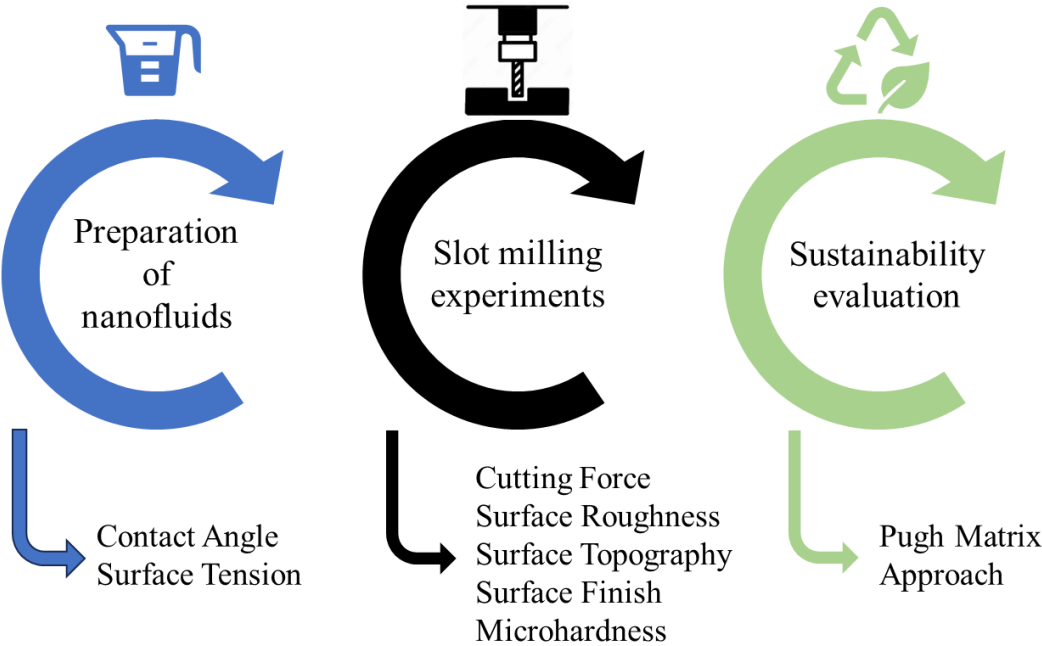 Preparation
of
nanofluids
Contact Angle
Surface Tension
Slot milling
experiments
Cutting Force
Surface Roughness
Surface Topography
Surface Finish
Microhardness
Sustainability
evaluation
Pugh Matrix
Approach